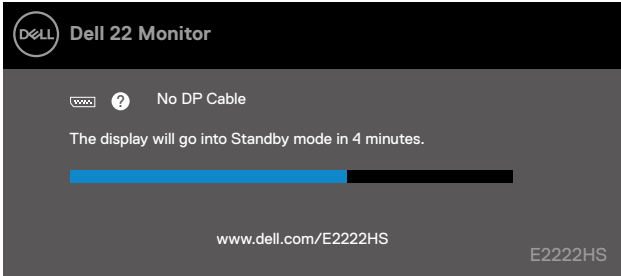 DELL
Dell 22 Monitor
? No DP Cable
The display will go into Standby mode in 4 minutes.
www.dell.com/E2222HS
E2222HS